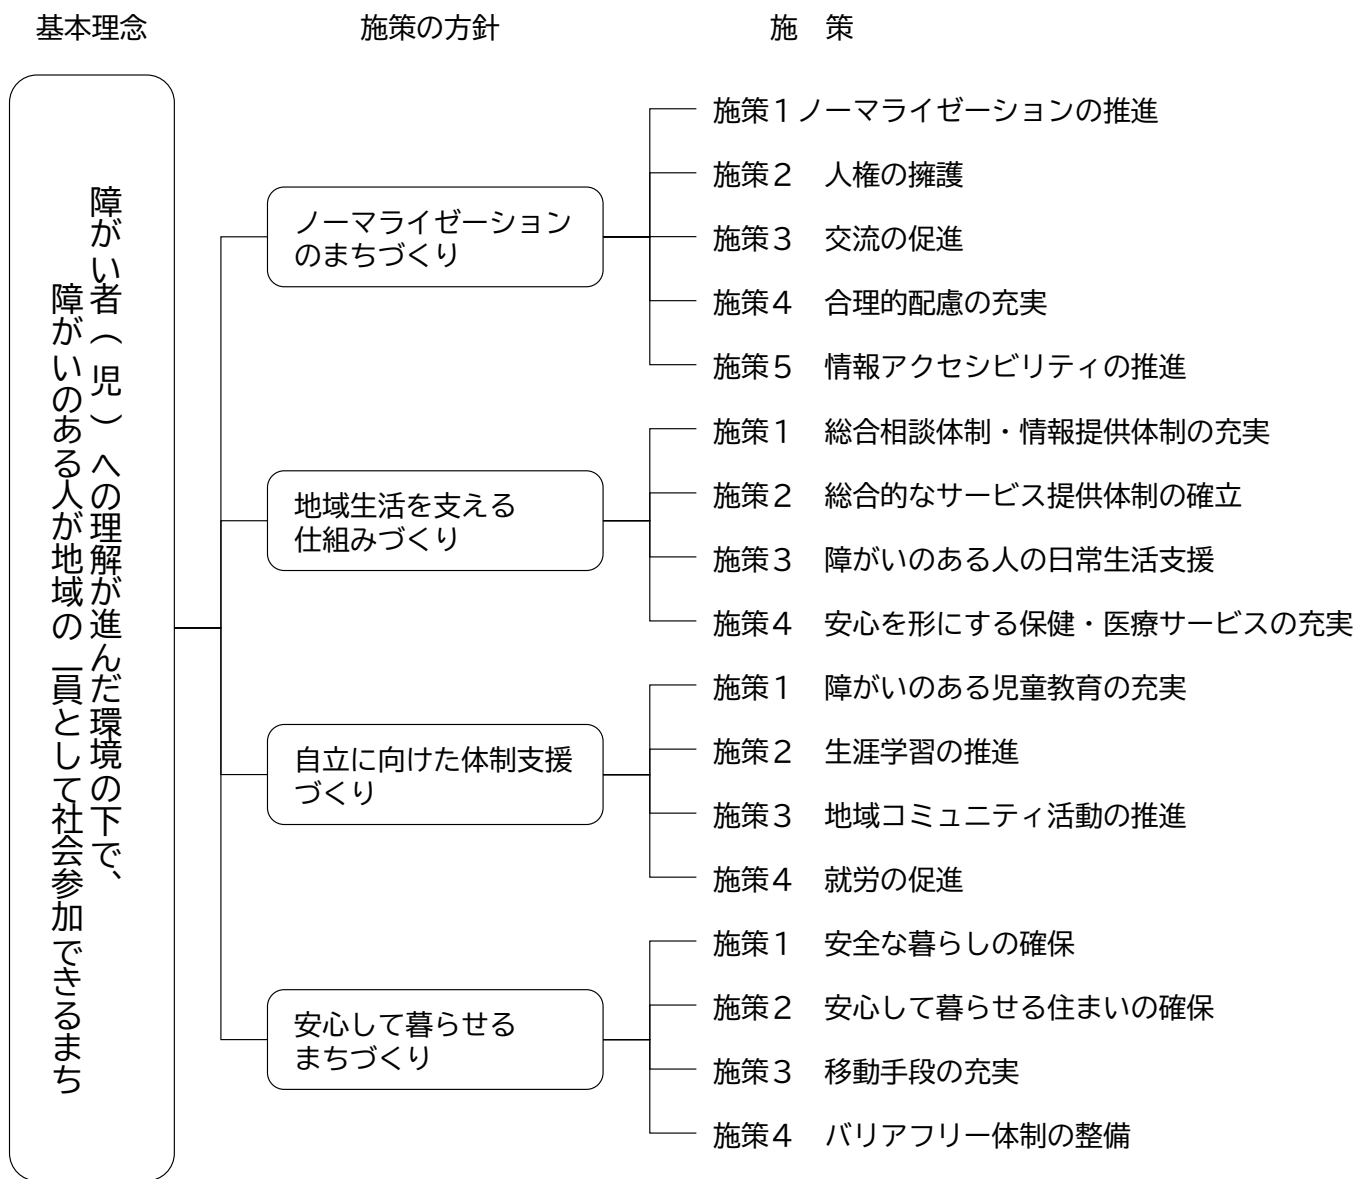 基本理念
施策の方針
施　策
障がい者（児）への理解が進んだ環境の下で、
障がいのある人が地域の一員として社会参加できるまち
ノーマライゼーション
のまちづくり
施策１ノーマライゼーションの推進
施策２　人権の擁護
施策３　交流の促進
施策４　合理的配慮の充実
施策５　情報アクセシビリティの推進
地域生活を支える
仕組みづくり
施策１　総合相談体制・情報提供体制の充実
施策２　総合的なサービス提供体制の確立
施策３　障がいのある人の日常生活支援
施策４　安心を形にする保健・医療サービスの充実
自立に向けた体制支援
づくり
施策１　障がいのある児童教育の充実
施策２　生涯学習の推進
施策３　地域コミュニティ活動の推進
施策４　就労の促進
安心して暮らせる
まちづくり
施策１　安全な暮らしの確保
施策２　安心して暮らせる住まいの確保
施策３　移動手段の充実
施策４　バリアフリー体制の整備